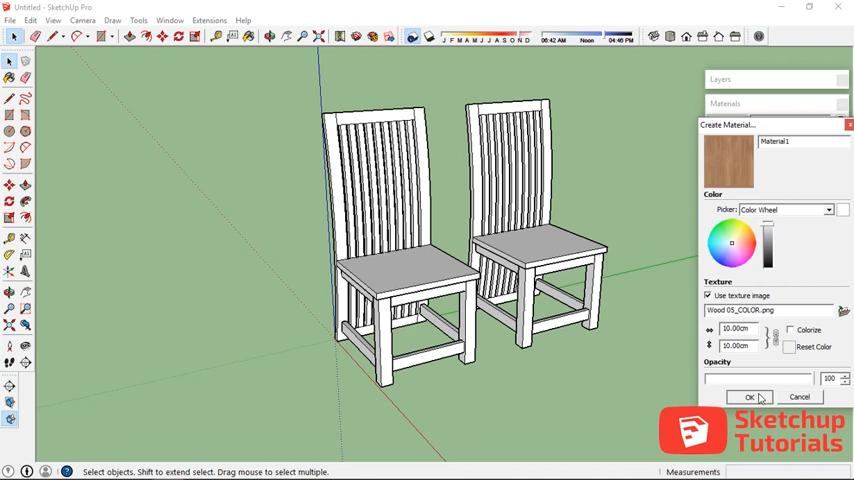 Untitled - SketchUp Pro
File Edit View Camera Draw Tools Window Extensions Help
J F M A M J J A S O N D 06:42 AM Noon 04:46 PM
Layers
Materials
Create Material...
Material1
Color
Picker: Color Wheel
Texture
Use texture image
Wood 05_COLOR.png
10.00cm Colorize
10.00cm Reset Color
Opacity
100
OK Cancel
Sketchup
Tutorials
Select objects. Shift to extend select. Drag mouse to select multiple. Measurements